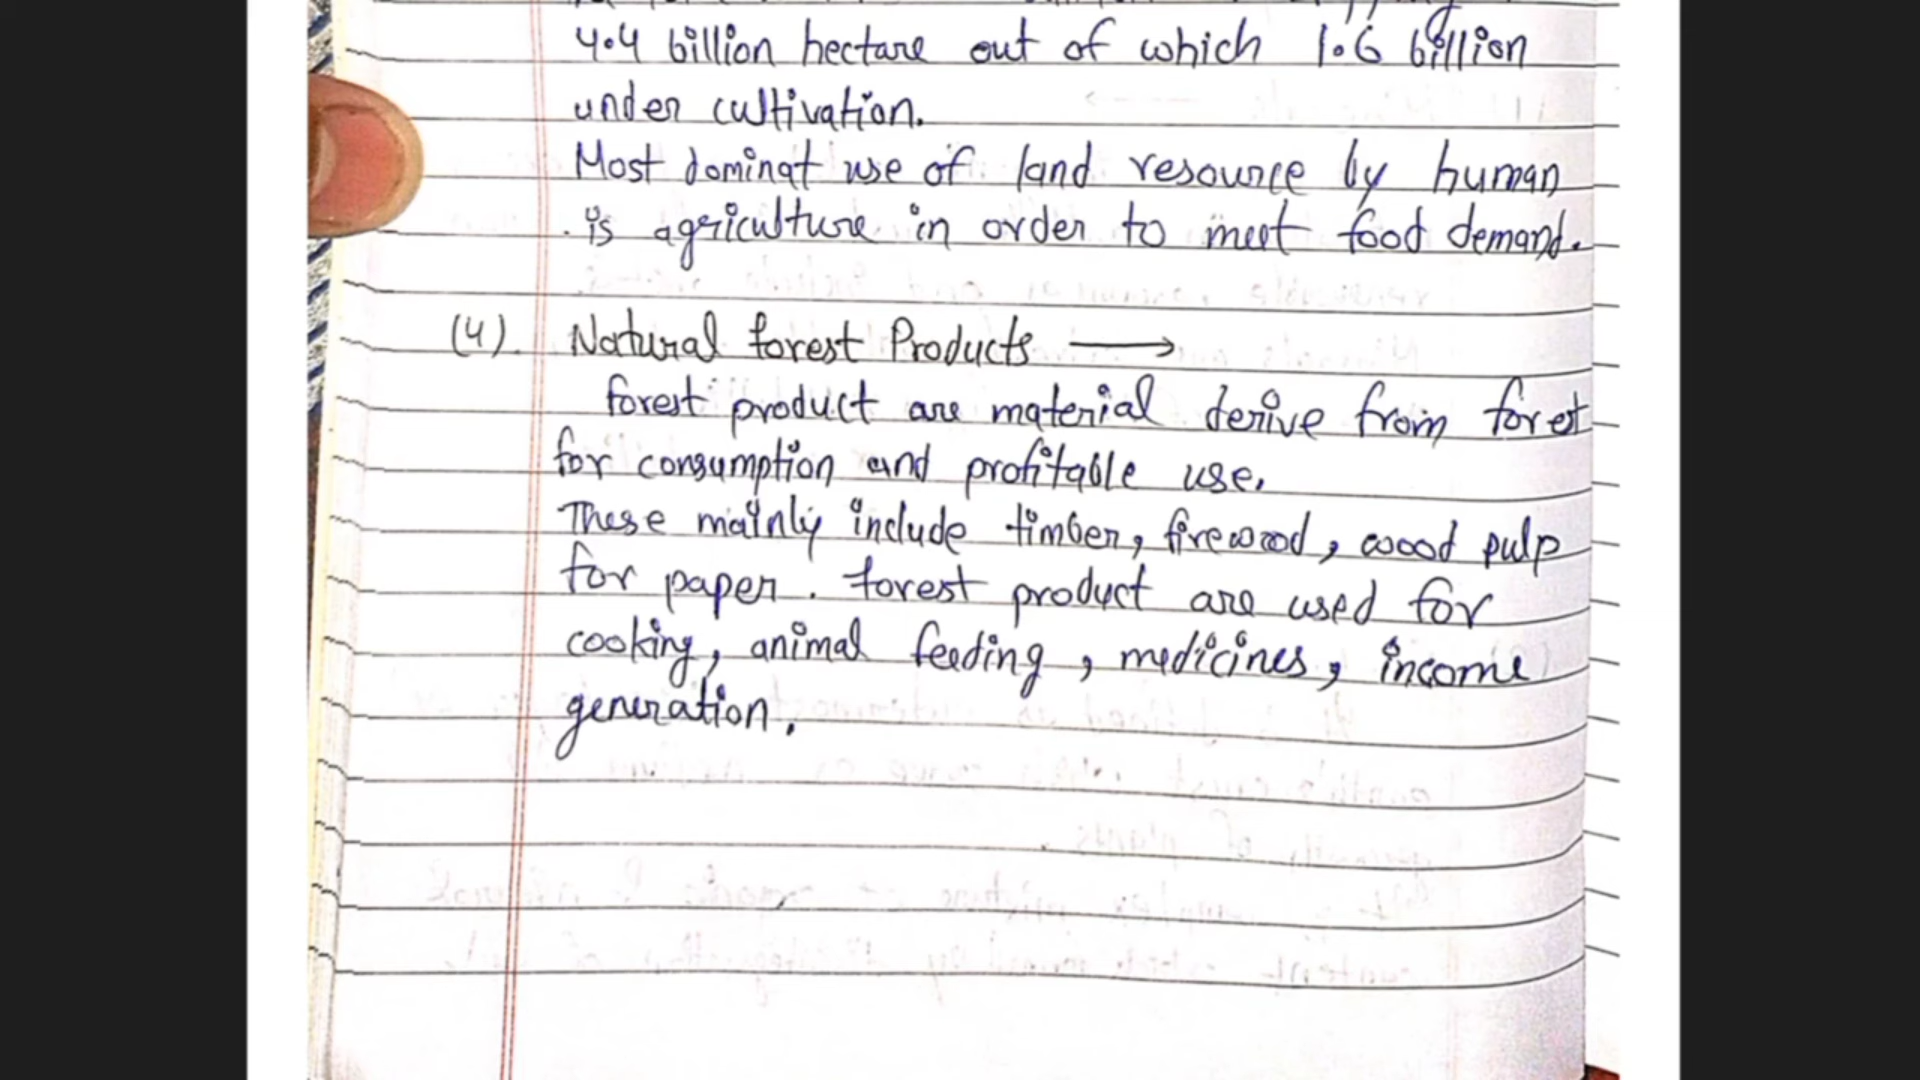 4.4 billion hectare out of which 1.6 billion
under cultivation.
Most dominat use of land resource by human
is agriculture in order to meet food demand.
(4). Natural forest Products →
forest product are material derive from forest
for consumption and profitable use.
These mainly include timber, firewood, wood pulp
for paper. forest product are used for
cooking, animal feeding, medicines, income
generation.